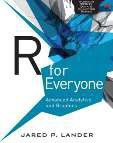 R for
Everyone
Advanced Analytics
and Graphics
JARED P. LANDER